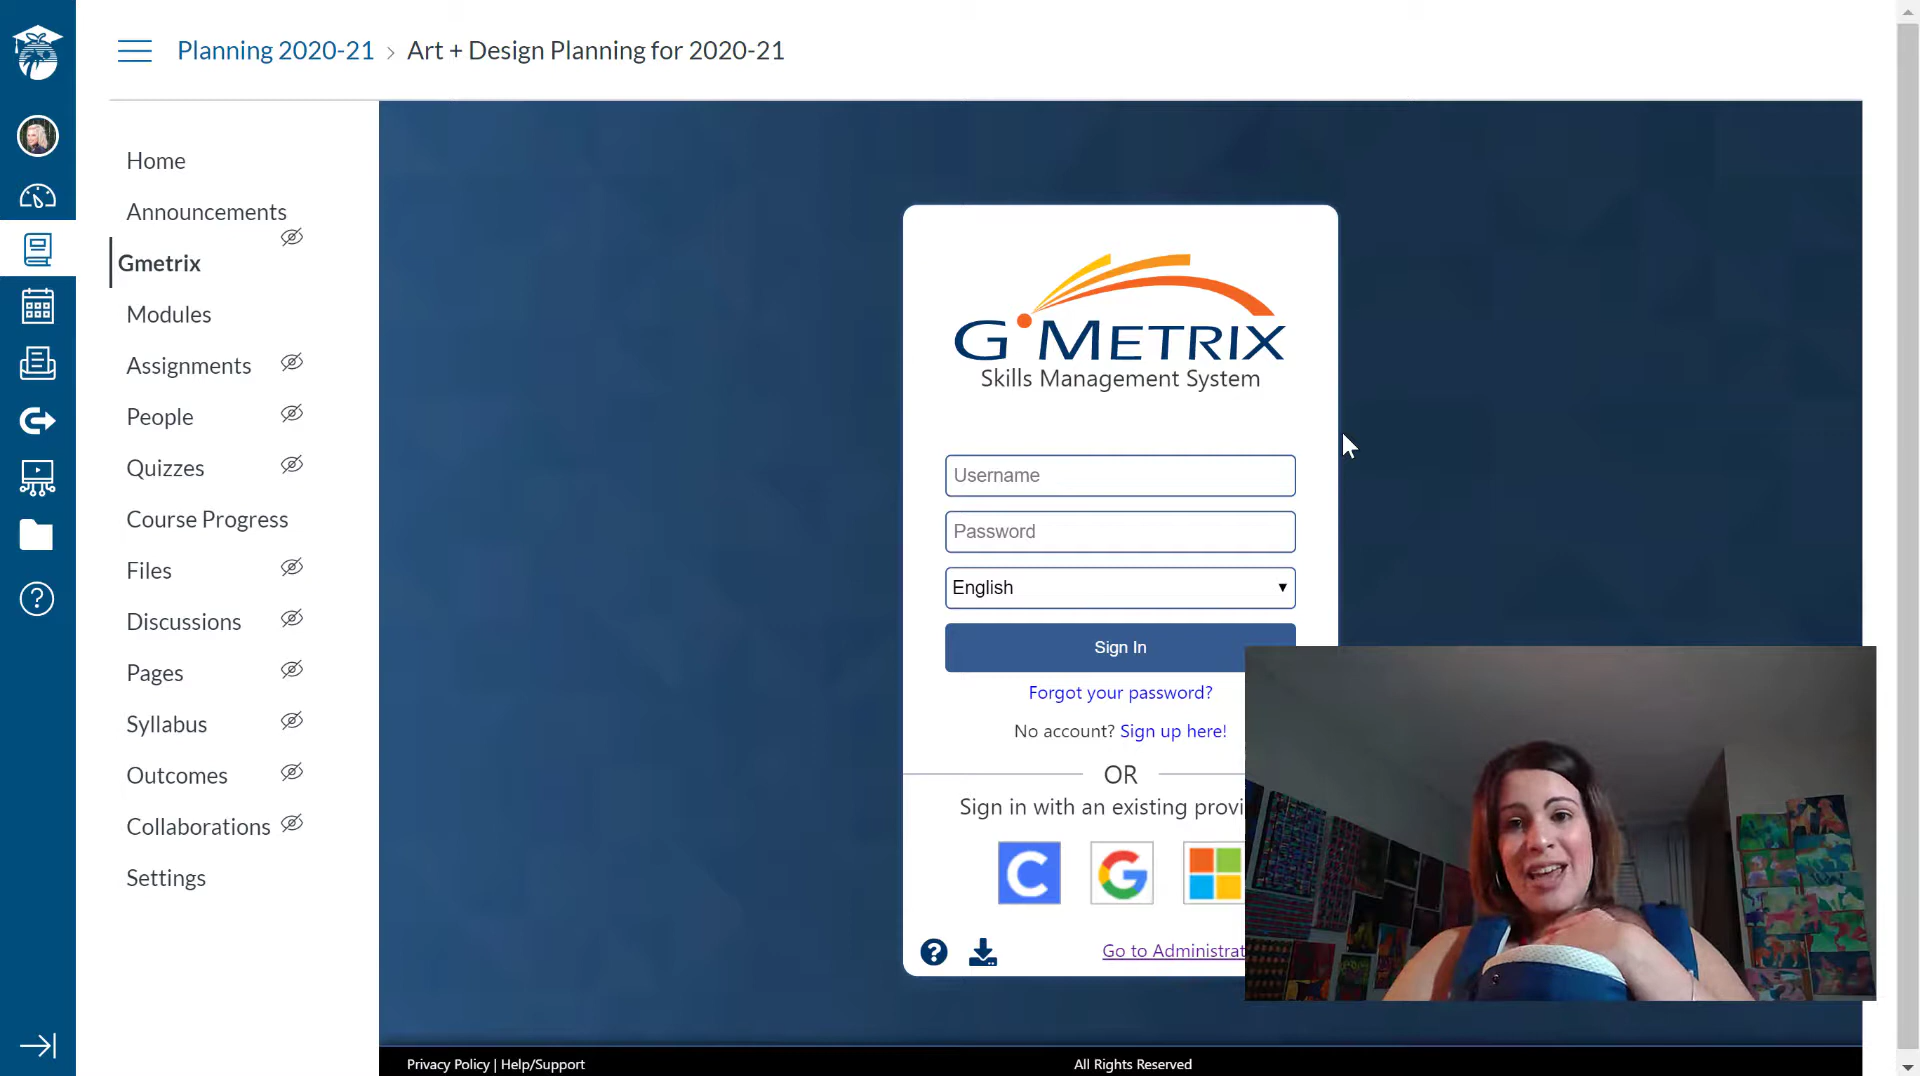 Planning 2020-21 › Art + Design Planning for 2020-21
Home
Announcements
Gmetrix
Modules
Assignments
People
Quizzes
Course Progress
Files
Discussions
Pages
Syllabus
Outcomes
Collaborations
Settings
GMETRIX
Skills Management System
Username
Password
English
Sign In
Forgot your password?
No account? Sign up here!
OR
Sign in with an existing provi
Go to Administrat
Privacy Policy | Help/Support
All Rights Reserved